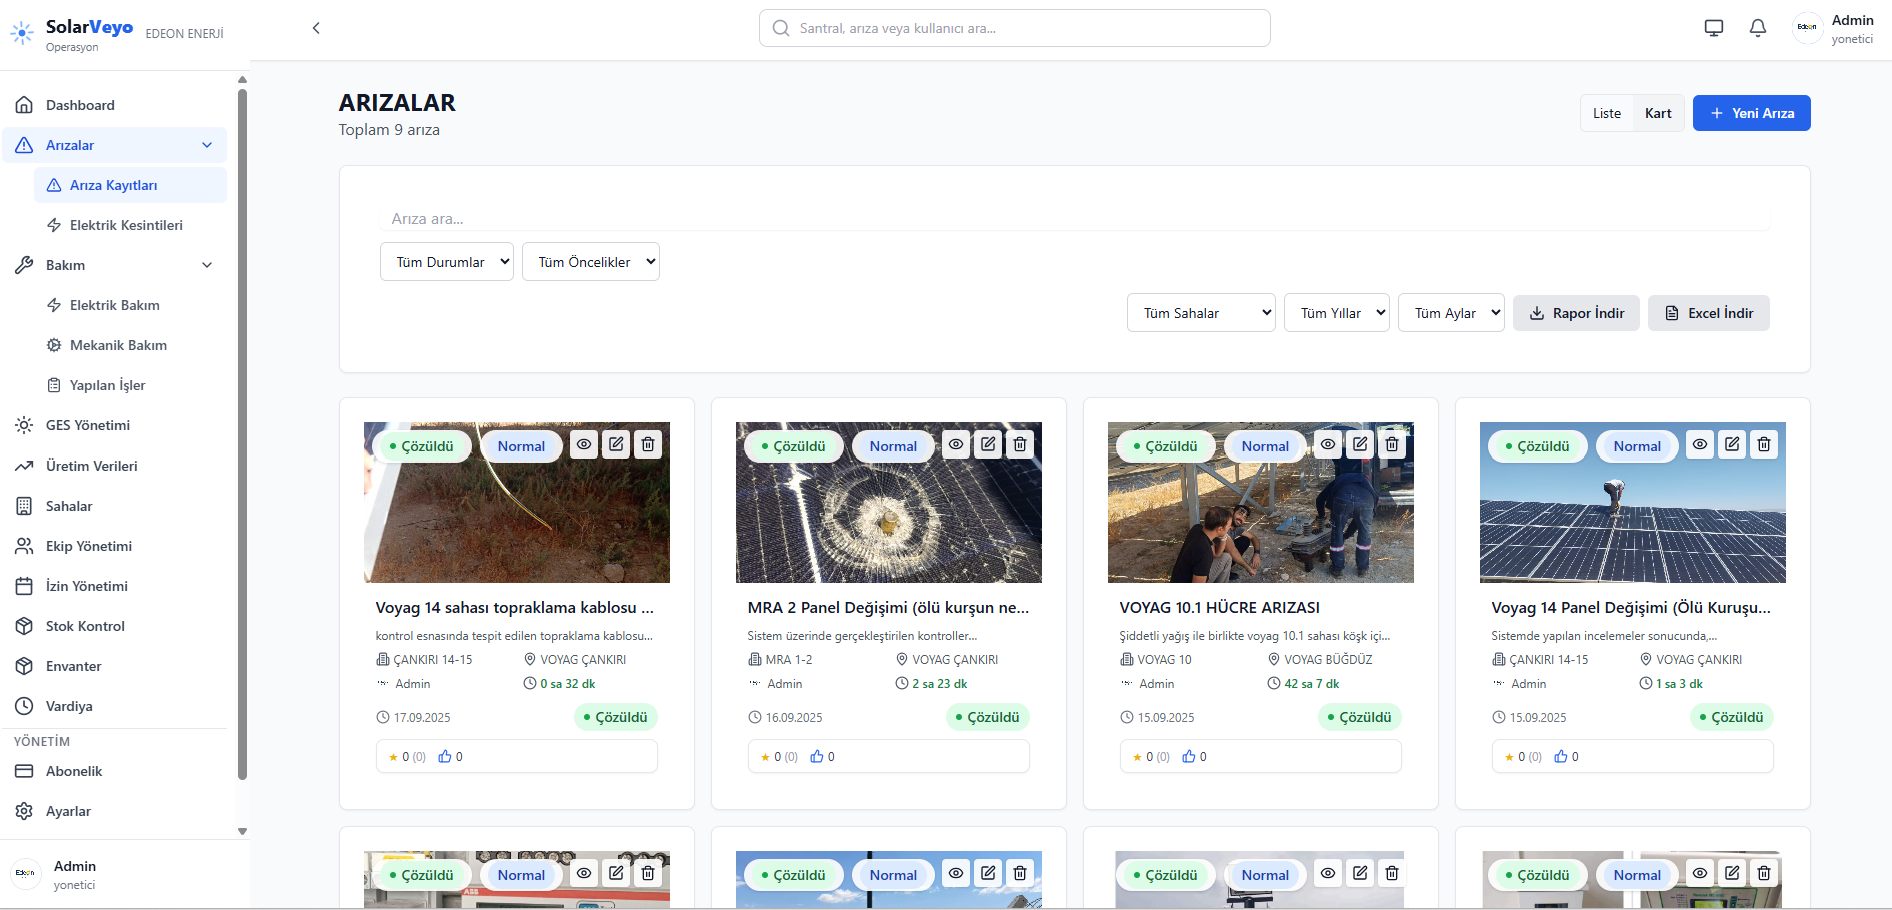 SolarVeyo
Operasyon
EDEON ENERJİ
Santral, arıza veya kullanıcı ara...
Edeon
Admin
yonetici
Dashboard
Arızalar
Arıza Kayıtları
Elektrik Kesintileri
Bakım
Elektrik Bakım
Mekanik Bakım
Yapılan İşler
GES Yönetimi
Üretim Verileri
Sahalar
Ekip Yönetimi
İzin Yönetimi
Stok Kontrol
Envanter
Vardiya
YÖNETİM
Abonelik
Ayarlar
Edeon
Admin
yonetici
ARIZALAR
Toplam 9 arıza
Liste
Kart
Yeni Arıza
Arıza ara...
Tüm Durumlar
Tüm Öncelikler
Tüm Sahalar
Tüm Yıllar
Tüm Aylar
Rapor İndir
Excel İndir
Çözüldü
Normal
Voyag 14 sahası topraklama kablosu ...
kontrol esnasında tespit edilen topraklama kablosu...
ÇANKIRI 14-15
VOYAG ÇANKIRI
Admin
0 sa 32 dk
17.09.2025
Çözüldü
0 (0)
0
Çözüldü
Normal
MRA 2 Panel Değişimi (ölü kurşun ne...
Sistem üzerinde gerçekleştirilen kontroller...
MRA 1-2
VOYAG ÇANKIRI
Admin
2 sa 23 dk
16.09.2025
Çözüldü
0 (0)
0
Çözüldü
Normal
VOYAG 10.1 HÜCRE ARIZASI
Şiddetli yağış ile birlikte voyag 10.1 sahası köşk içi...
VOYAG 10
VOYAG BÜĞDÜZ
Admin
42 sa 7 dk
15.09.2025
Çözüldü
0 (0)
0
Çözüldü
Normal
Voyag 14 Panel Değişimi (Ölü Kuruşu...
Sistemde yapılan incelemeler sonucunda,...
ÇANKIRI 14-15
VOYAG ÇANKIRI
Admin
1 sa 3 dk
15.09.2025
Çözüldü
0 (0)
0
Çözüldü
Normal
ABB
Çözüldü
Normal
Çözüldü
Normal
Çözüldü
Normal